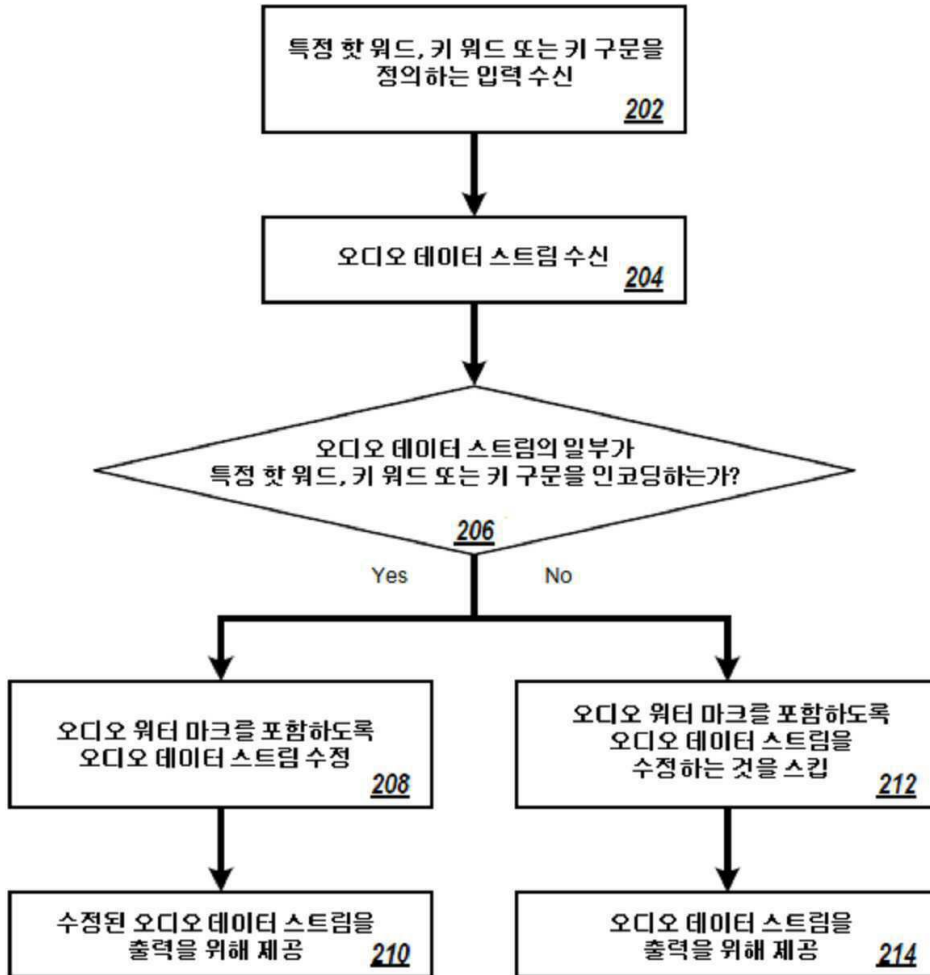 특정 핫 워드, 키 워드 또는 키 구문을
정의하는 입력 수신
202
오디오 데이터 스트림 수신
204
오디오 데이터 스트림의 일부가
특정 핫 워드, 키 워드 또는 키 구문을 인코딩하는가?
206
Yes
No
오디오 워터 마크를 포함하도록
오디오 데이터 스트림 수정
208
오디오 워터 마크를 포함하도록
오디오 데이터 스트림을
수정하는 것을 스킵
212
수정된 오디오 데이터 스트림을
출력을 위해 제공
210
오디오 데이터 스트림을
출력을 위해 제공
214